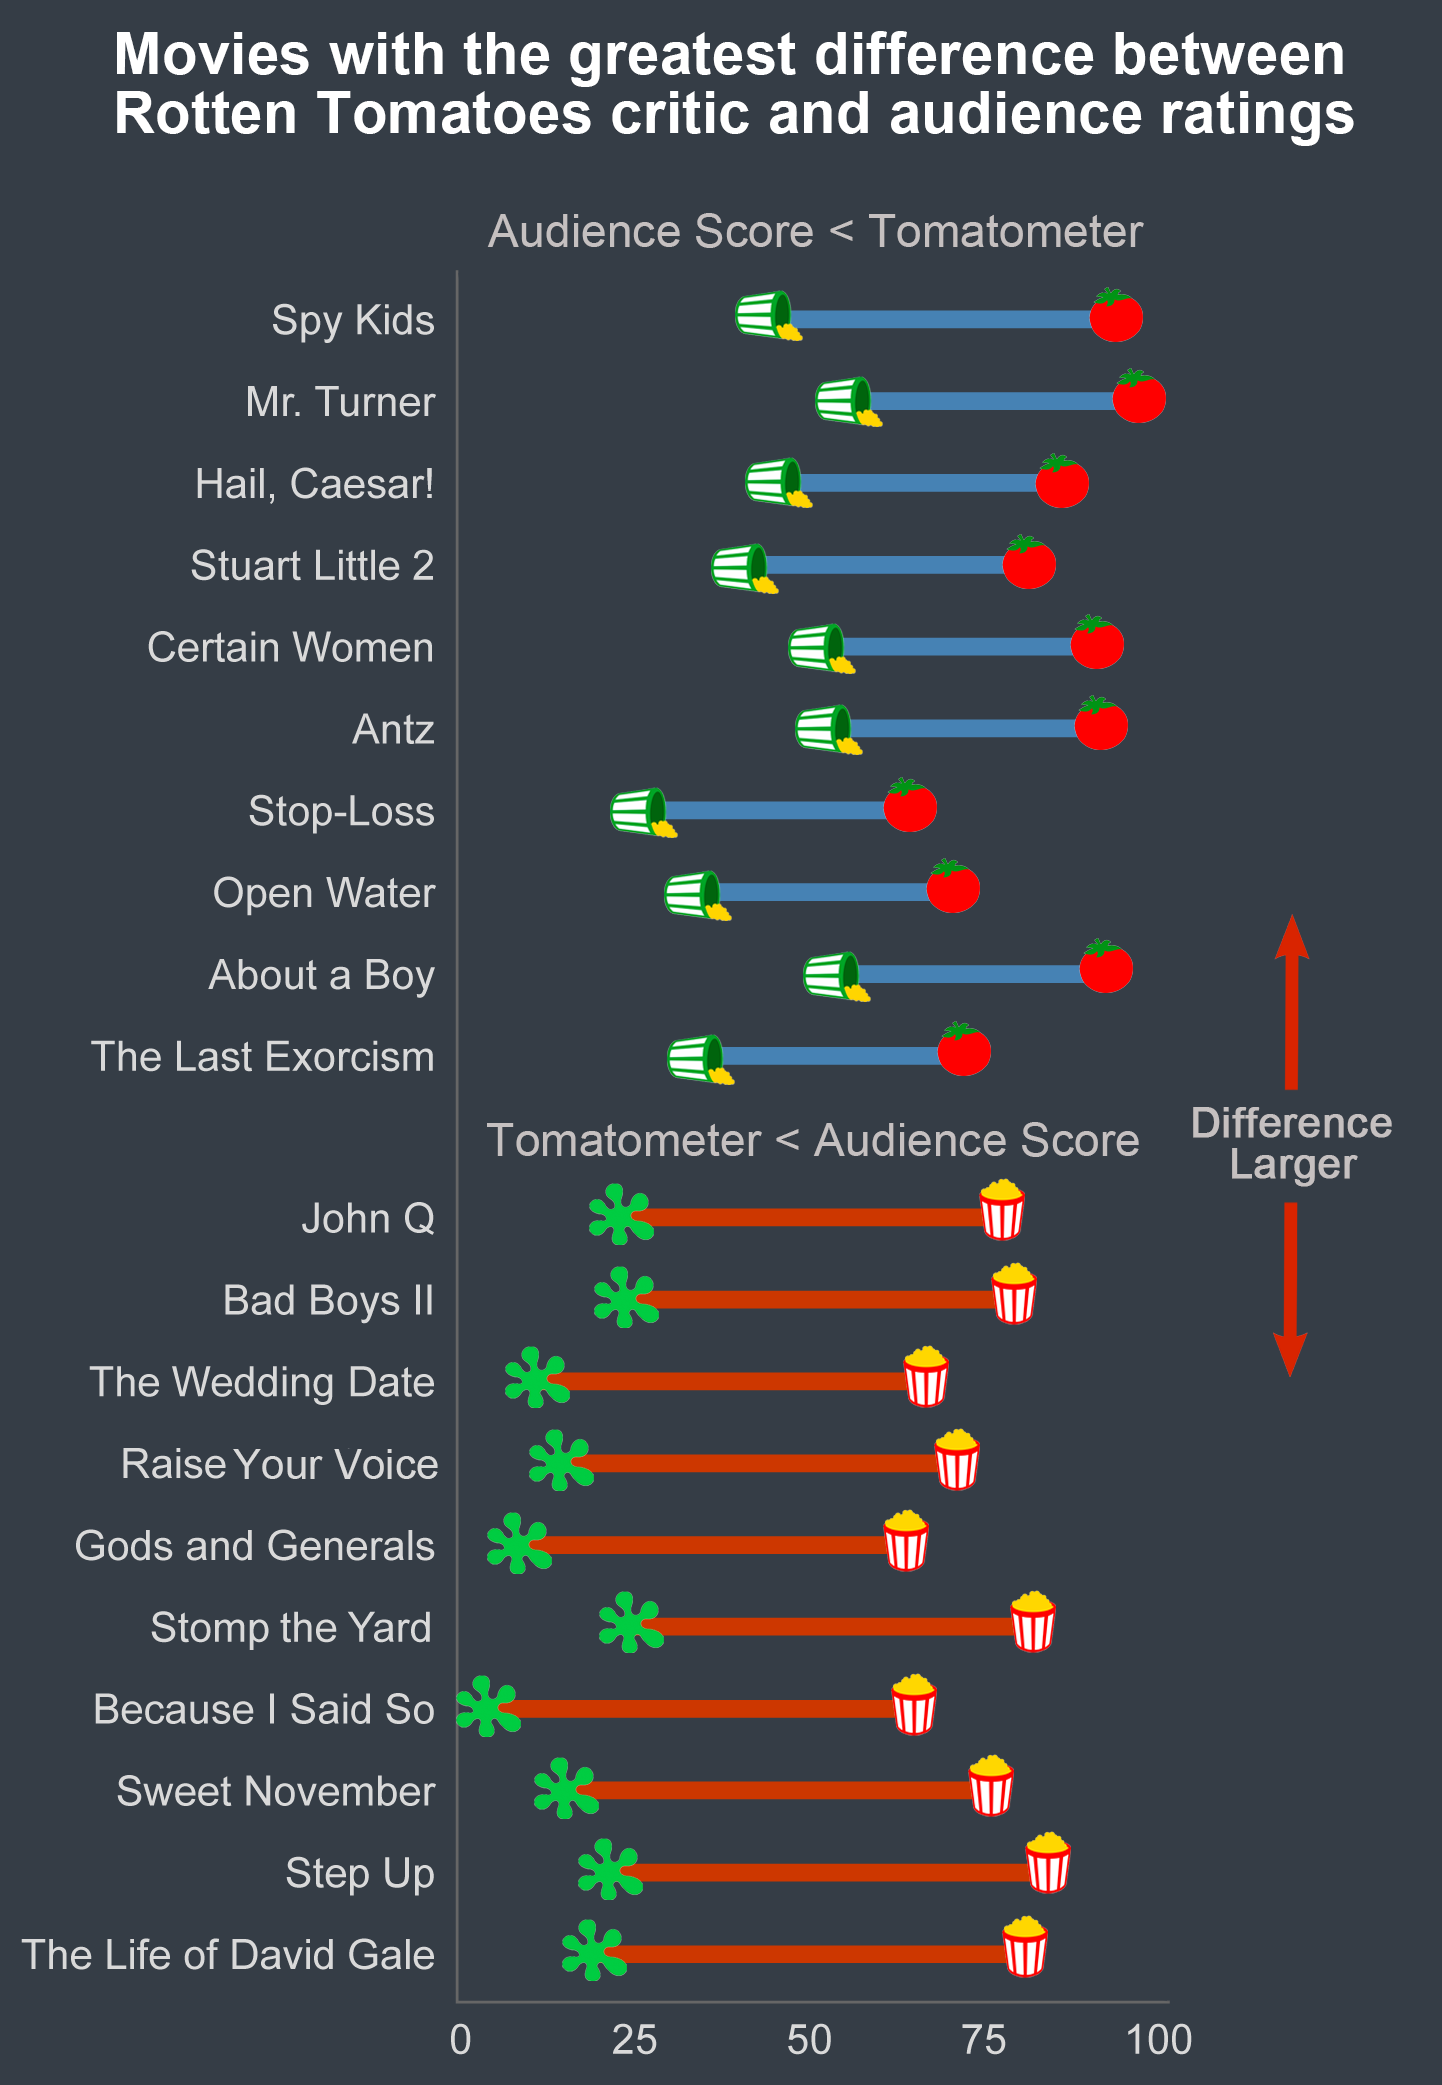 Movies with the greatest difference between
Rotten Tomatoes critic and audience ratings
Audience Score < Tomatometer
Spy Kids
Mr. Turner
Hail, Caesar!
Stuart Little 2
Certain Women
Antz
Stop-Loss
Open Water
About a Boy
The Last Exorcism
Difference
Larger
Tomatometer < Audience Score
John Q
Bad Boys II
The Wedding Date
Raise Your Voice
Gods and Generals
Stomp the Yard
Because I Said So
Sweet November
Step Up
The Life of David Gale
0 25 50 75 100